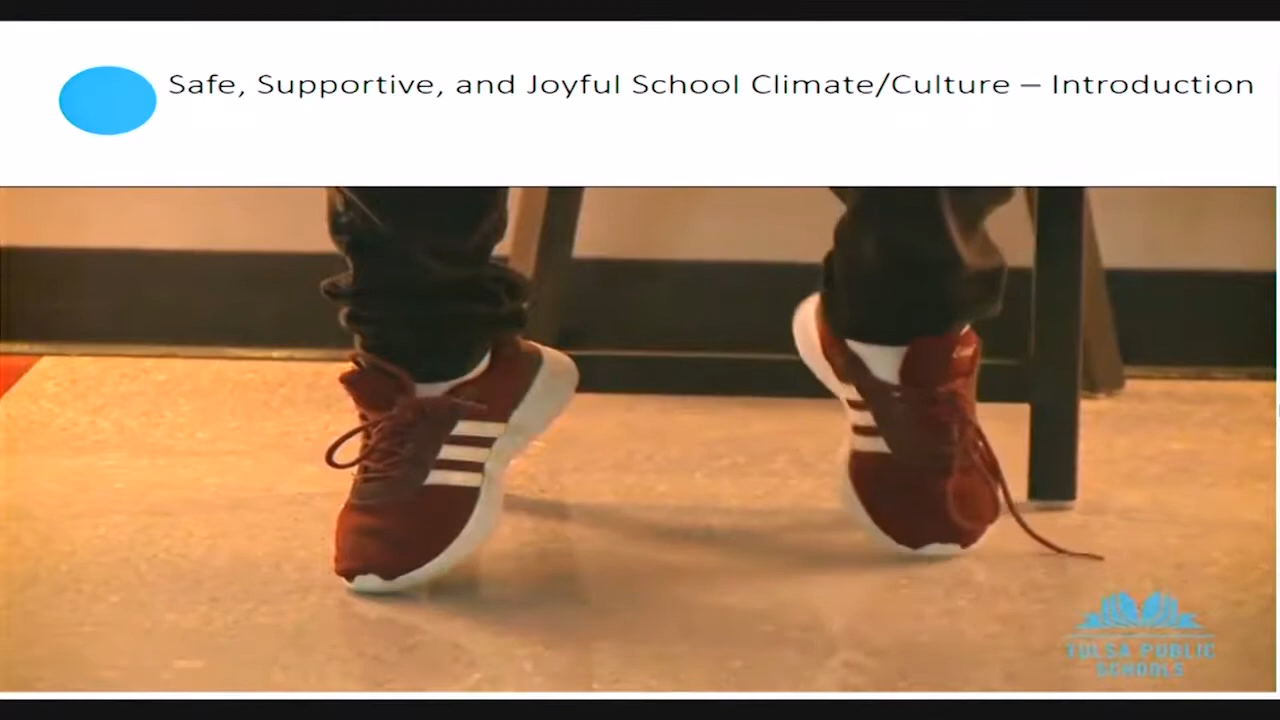 Safe, Supportive, and Joyful School Climate/Culture – Introduction
TULSA PUBLIC
SCHOOLS